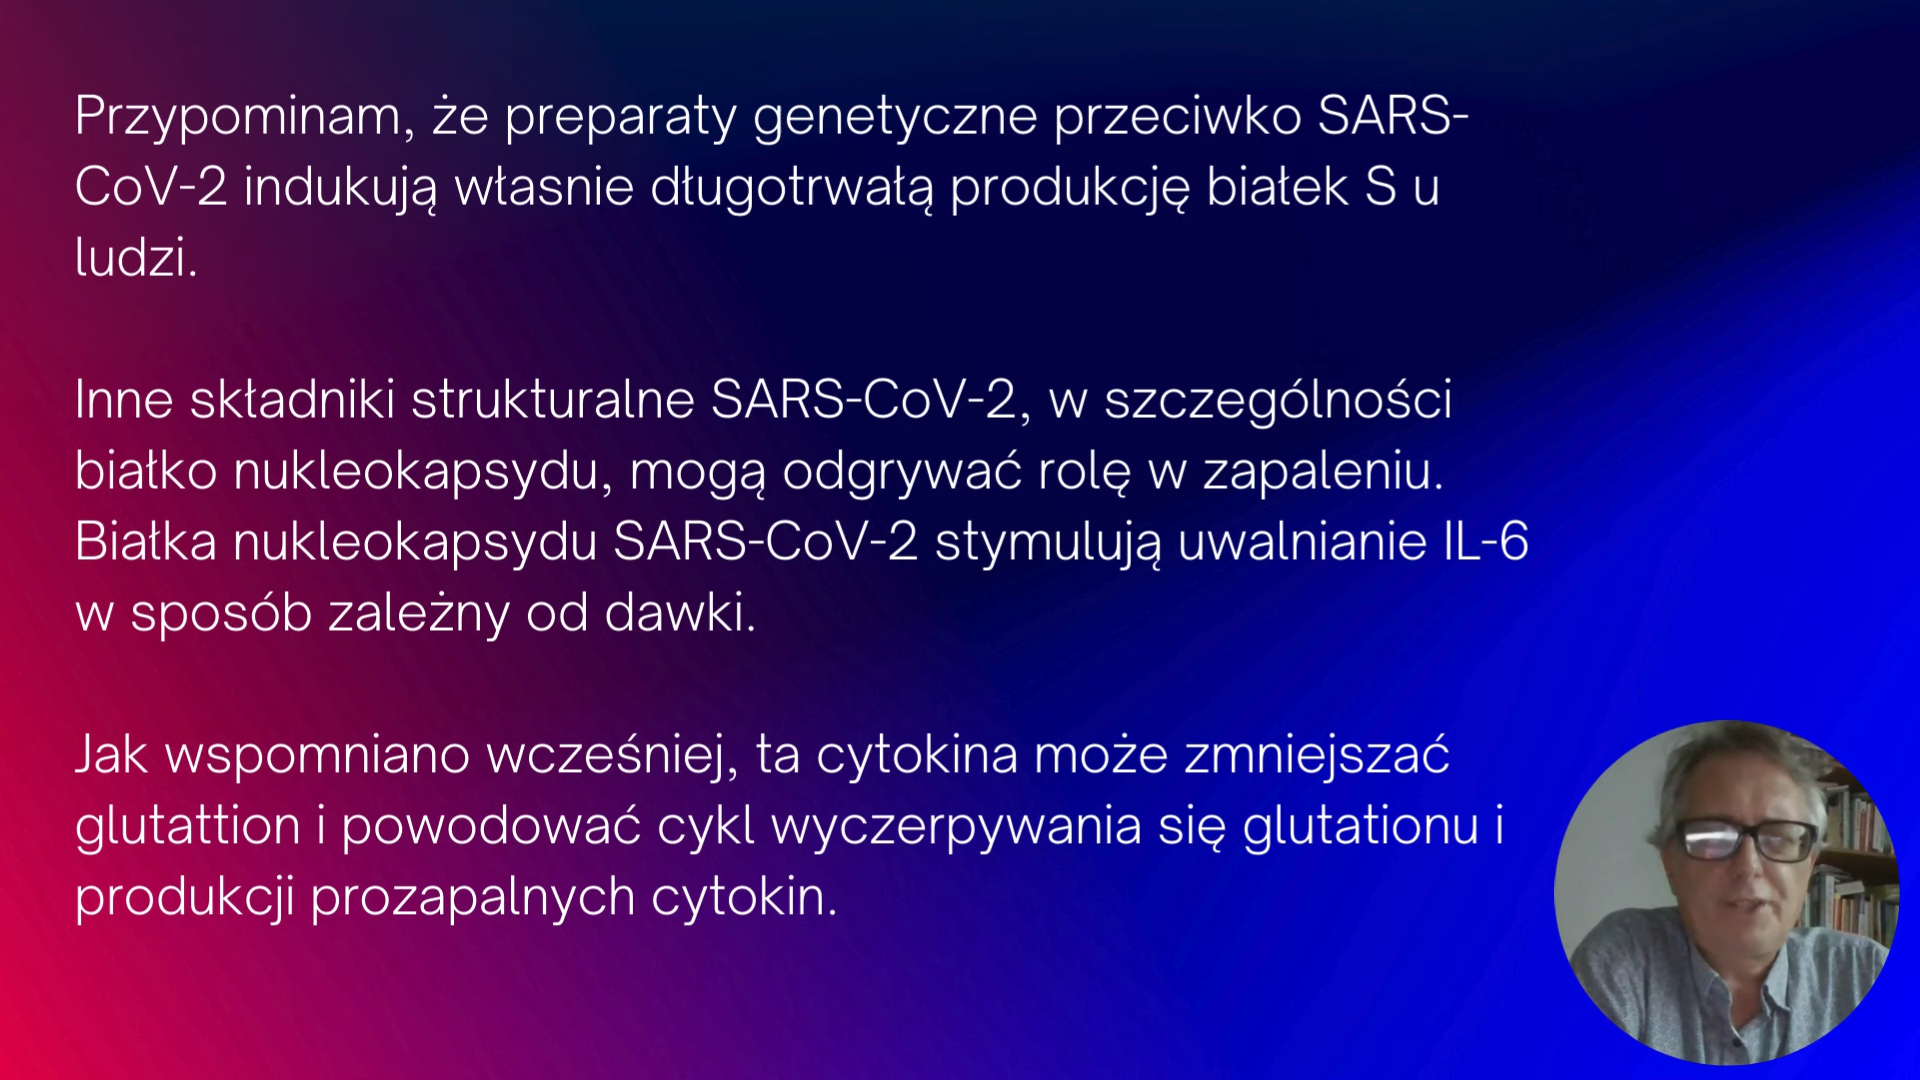 Przypominam, że preparaty genetyczne przeciwko SARS-
CoV-2 indukują własnie długotrwałą produkcję białek S u
ludzi.
Inne składniki strukturalne SARS-CoV-2, w szczególności
białko nukleokapsydu, mogą odgrywać rolę w zapaleniu.
Białka nukleokapsydu SARS-CoV-2 stymulują uwalnianie IL-6
w sposób zależny od dawki.
Jak wspomniano wcześniej, ta cytokina może zmniejszać
glutattion i powodować cykl wyczerpywania się glutationu i
produkcji prozapalnych cytokin.